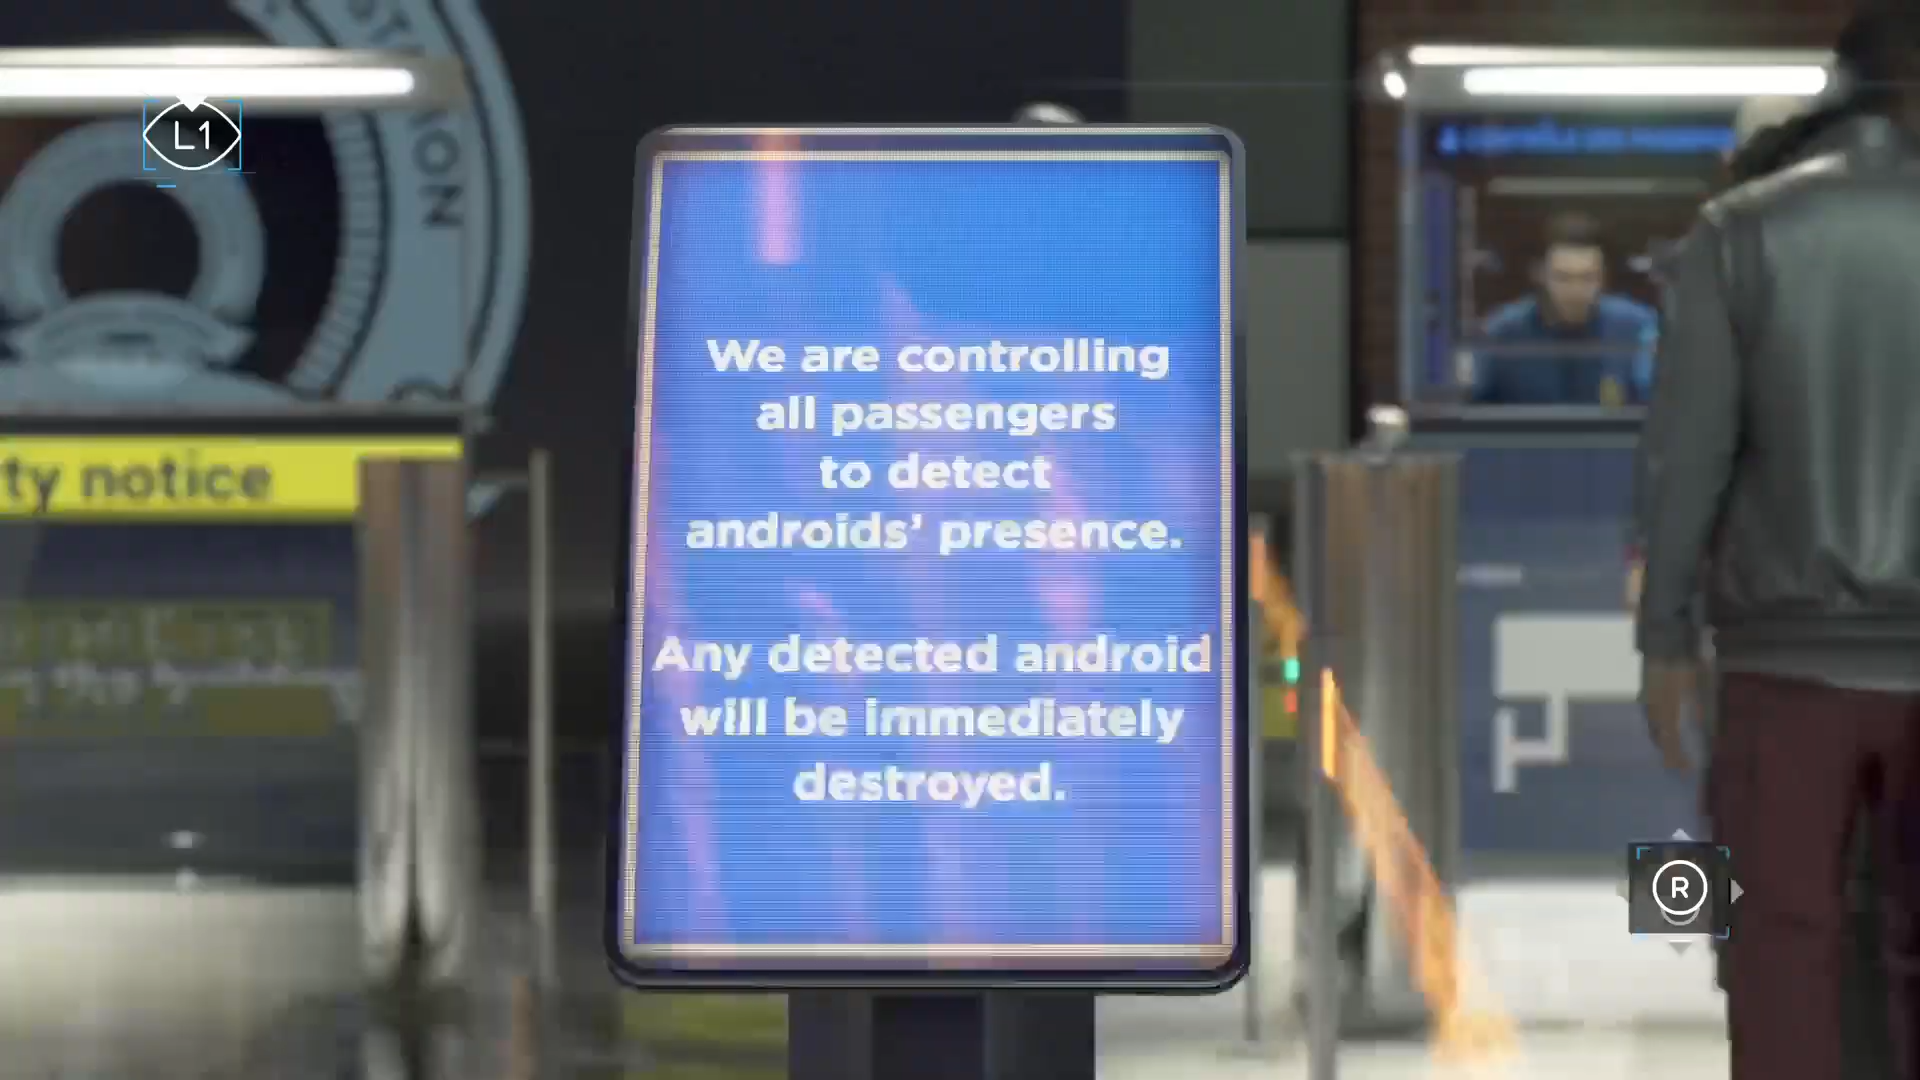 L1
ON
ty notice
We are controlling
all passengers
to detect
androids' presence.
Any detected android
will be immediately
destroyed.
R